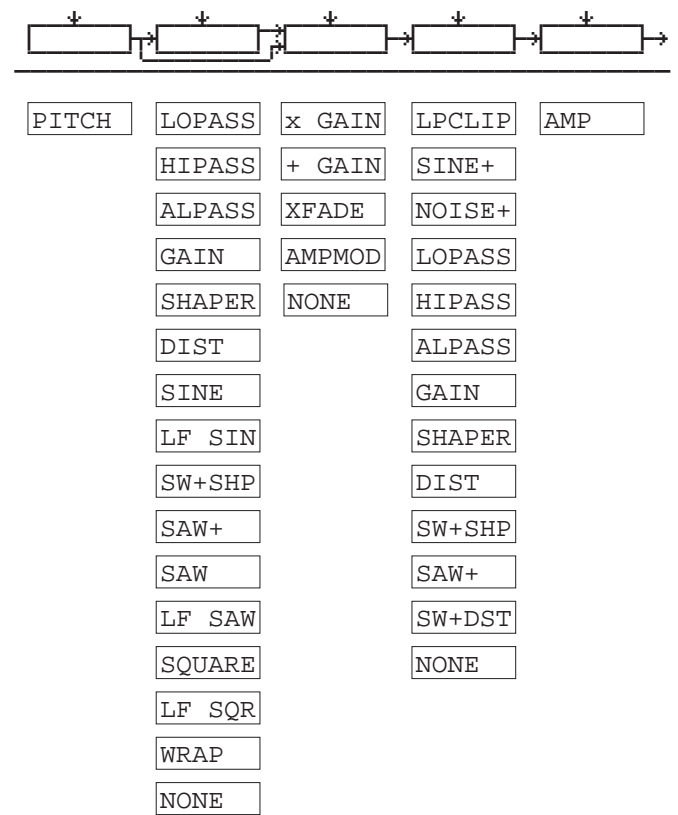 PITCH LOPASS x GAIN LPCLIP AMP
HIPASS + GAIN SINE+
ALPASS XFADE NOISE+
GAIN AMPMOD LOPASS
SHAPER NONE HIPASS
DIST ALPASS
SINE GAIN
LF SIN SHAPER
SW+SHP DIST
SAW+ SW+SHP
SAW SAW+
LF SAW SW+DST
SQUARE NONE
LF SQR
WRAP
NONE